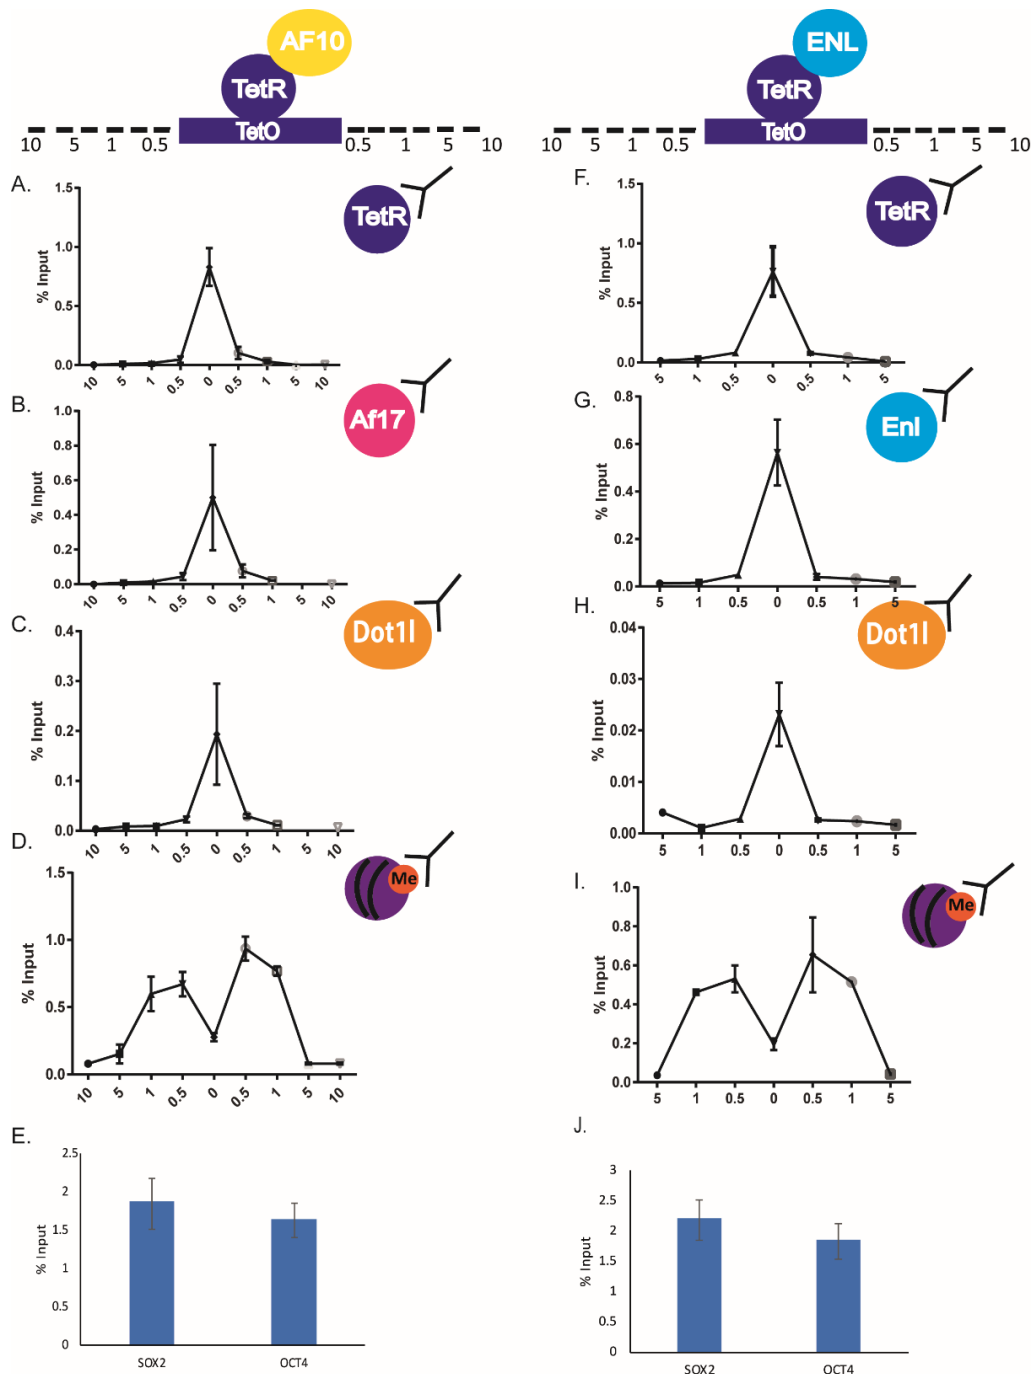 AF10
TetR
TetO
10 5 1 0.5 0.5 1 5 10
ENL
TetR
TetO
10 5 1 0.5 0.5 1 5 10
A.
TetR
% Input
1.5
1.0
0.5
0.0
10 5 1 0.5 0 0.5 1 5 10
B.
Af17
% Input
1.0
0.8
0.6
0.4
0.2
0.0
10 5 1 0.5 0 0.5 1 10
C.
Dot1l
% Input
0.4
0.3
0.2
0.1
0.0
10 5 1 0.5 0 0.5 1 10
D.
Me
% Input
1.5
1.0
0.5
0.0
10 5 1 0.5 0 0.5 1 5 10
E.
% Input
2.5
2
1.5
1
0.5
0
SOX2 OCT4
F.
TetR
% Input
1.5
1.0
0.5
0.0
5 1 0.5 0 0.5 1 5
G.
Enl
% Input
0.8
0.6
0.4
0.2
0.0
5 1 0.5 0 0.5 1 5
H.
Dot1l
% Input
0.04
0.03
0.02
0.01
0.00
5 1 0.5 0 0.5 1 5
I.
Me
% Input
1.0
0.8
0.6
0.4
0.2
0.0
5 1 0.5 0 0.5 1 5
J.
% Input
3
2.5
2
1.5
1
0.5
0
SOX2 OCT4